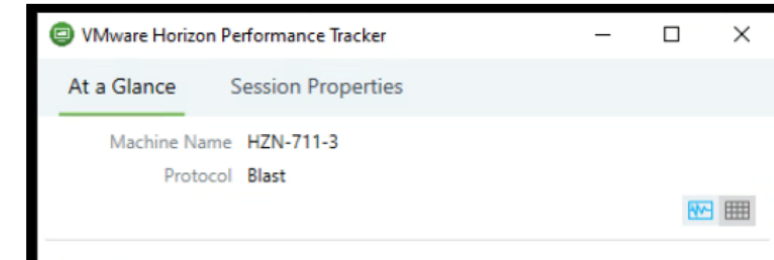 VMware Horizon Performance Tracker
At a Glance Session Properties
Machine Name HZN-711-3
Protocol Blast